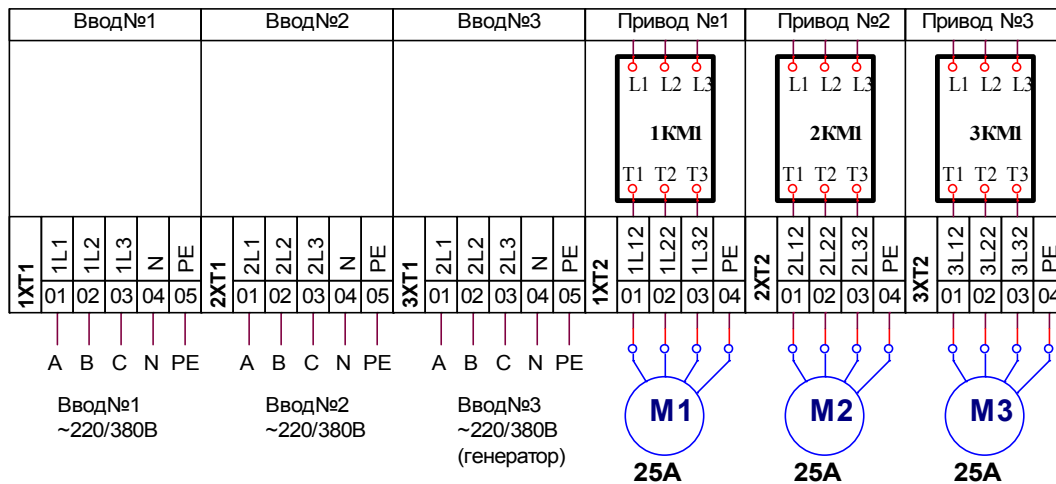 Ввод№1 Ввод№2 Ввод№3 Привод №1 Привод №2 Привод №3
L1 L2 L3 L1 L2 L3 L1 L2 L3
1KM1 2KM1 3KM1
T1 T2 T3 T1 T2 T3 T1 T2 T3
1XT1 1L1 1L2 1L3 N PE 2XT1 2L1 2L2 2L3 N PE 3XT1 2L1 2L2 2L3 N PE 1XT2 1L12 1L22 1L32 PE 2XT2 2L12 2L22 2L32 PE 3XT2 3L12 3L22 3L32 PE
01 02 03 04 05 01 02 03 04 05 01 02 03 04 05 01 02 03 04 01 02 03 04 01 02 03 04
A B C N PE A B C N PE A B C N PE
Ввод№1 Ввод№2 Ввод№3
~220/380В ~220/380В ~220/380В
(генератор)
M1 M2 M3
25A 25A 25A